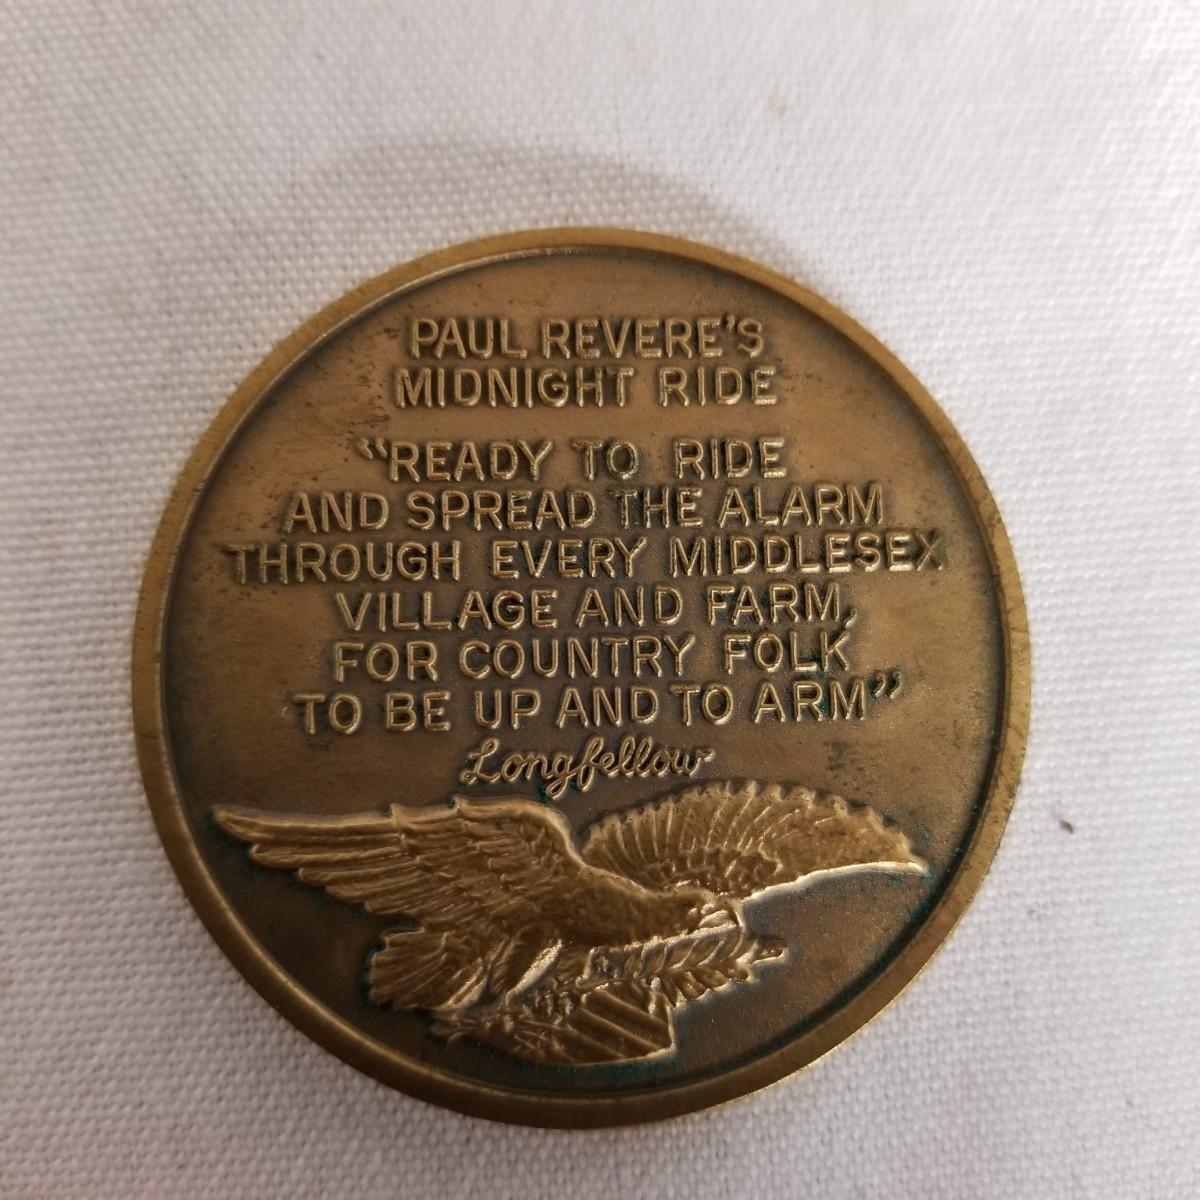 PAUL REVERE'S
MIDNIGHT RIDE
“READY TO RIDE
AND SPREAD THE ALARM
THROUGH EVERY MIDDLESEX
VILLAGE AND FARM,
FOR COUNTRY FOLK
TO BE UP AND TO ARM”
Longfellow